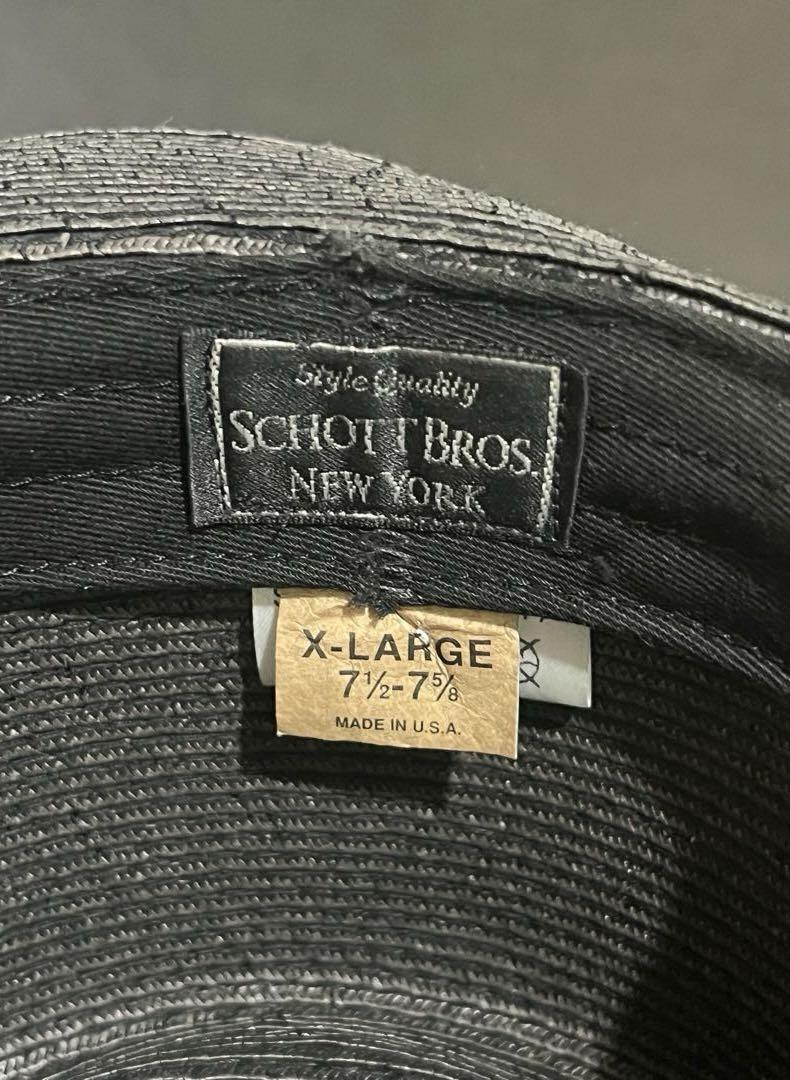 Style Quality
SCHOTT BROS.
NEW YORK
X-LARGE
7½-7⅝
MADE IN U.S.A.